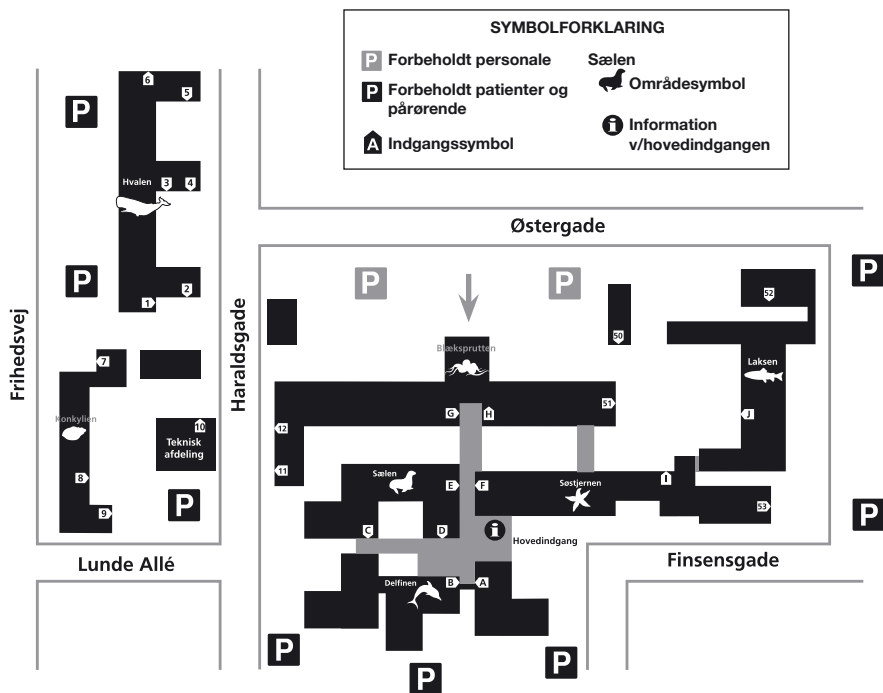 SYMBOLFORKLARING
P Forbeholdt personale
P Forbeholdt patienter og
pårørende
A Indgangssymbol
Sælen
Områdesymbol
i Information
v/hovedindgangen
Østergade
Frihedsvej
Haraldsgade
Lunde Allé
Finsensgade
P
P
P
P
P
P
P
P
P
P
6
5
Hvalen
3
4
2
1
7
Konkylien
10
Teknisk
afdeling
8
9
Blæksprutten
50
52
Laksen
51
G
H
J
12
11
Sælen
E
F
Søstjernen
I
53
C
D
i
Hovedindgang
Delfinen
B
A